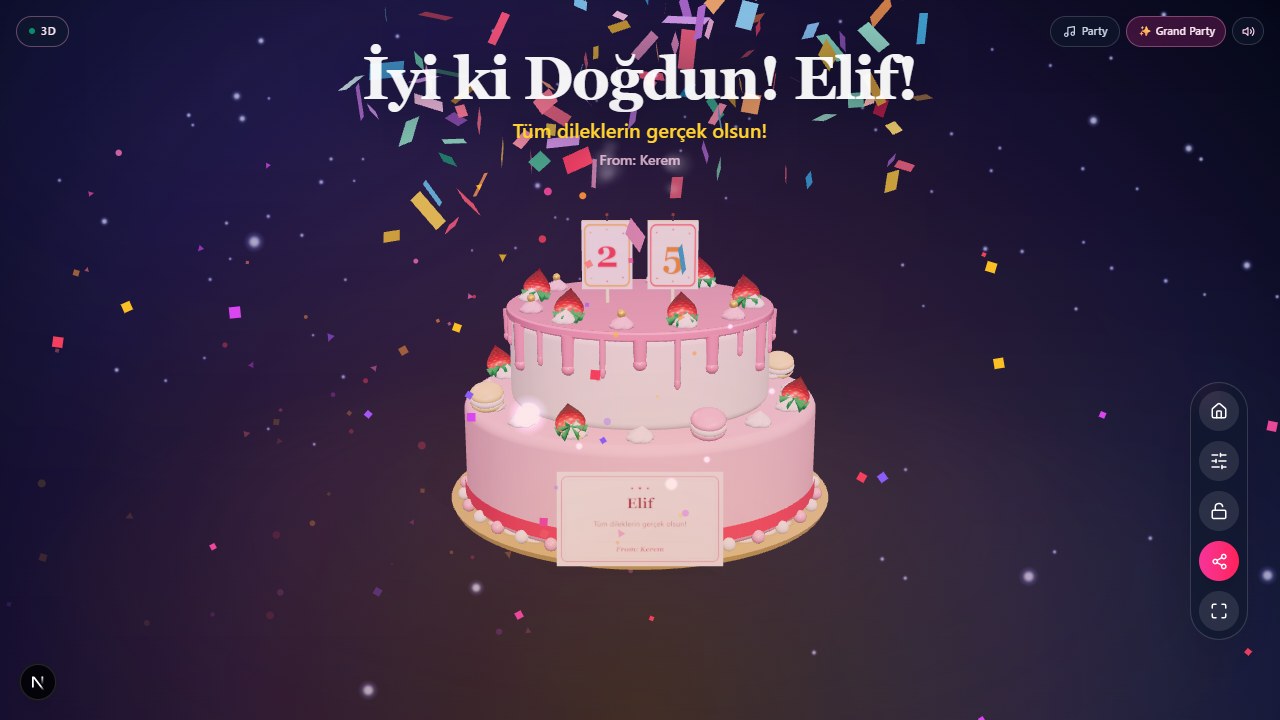 3D
Party
Grand Party
İyi ki Doğdun! Elif!
Tüm dileklerin gerçek olsun!
From: Kerem
2 5
Elif
Tüm dileklerin gerçek olsun!
From: Kerem
N